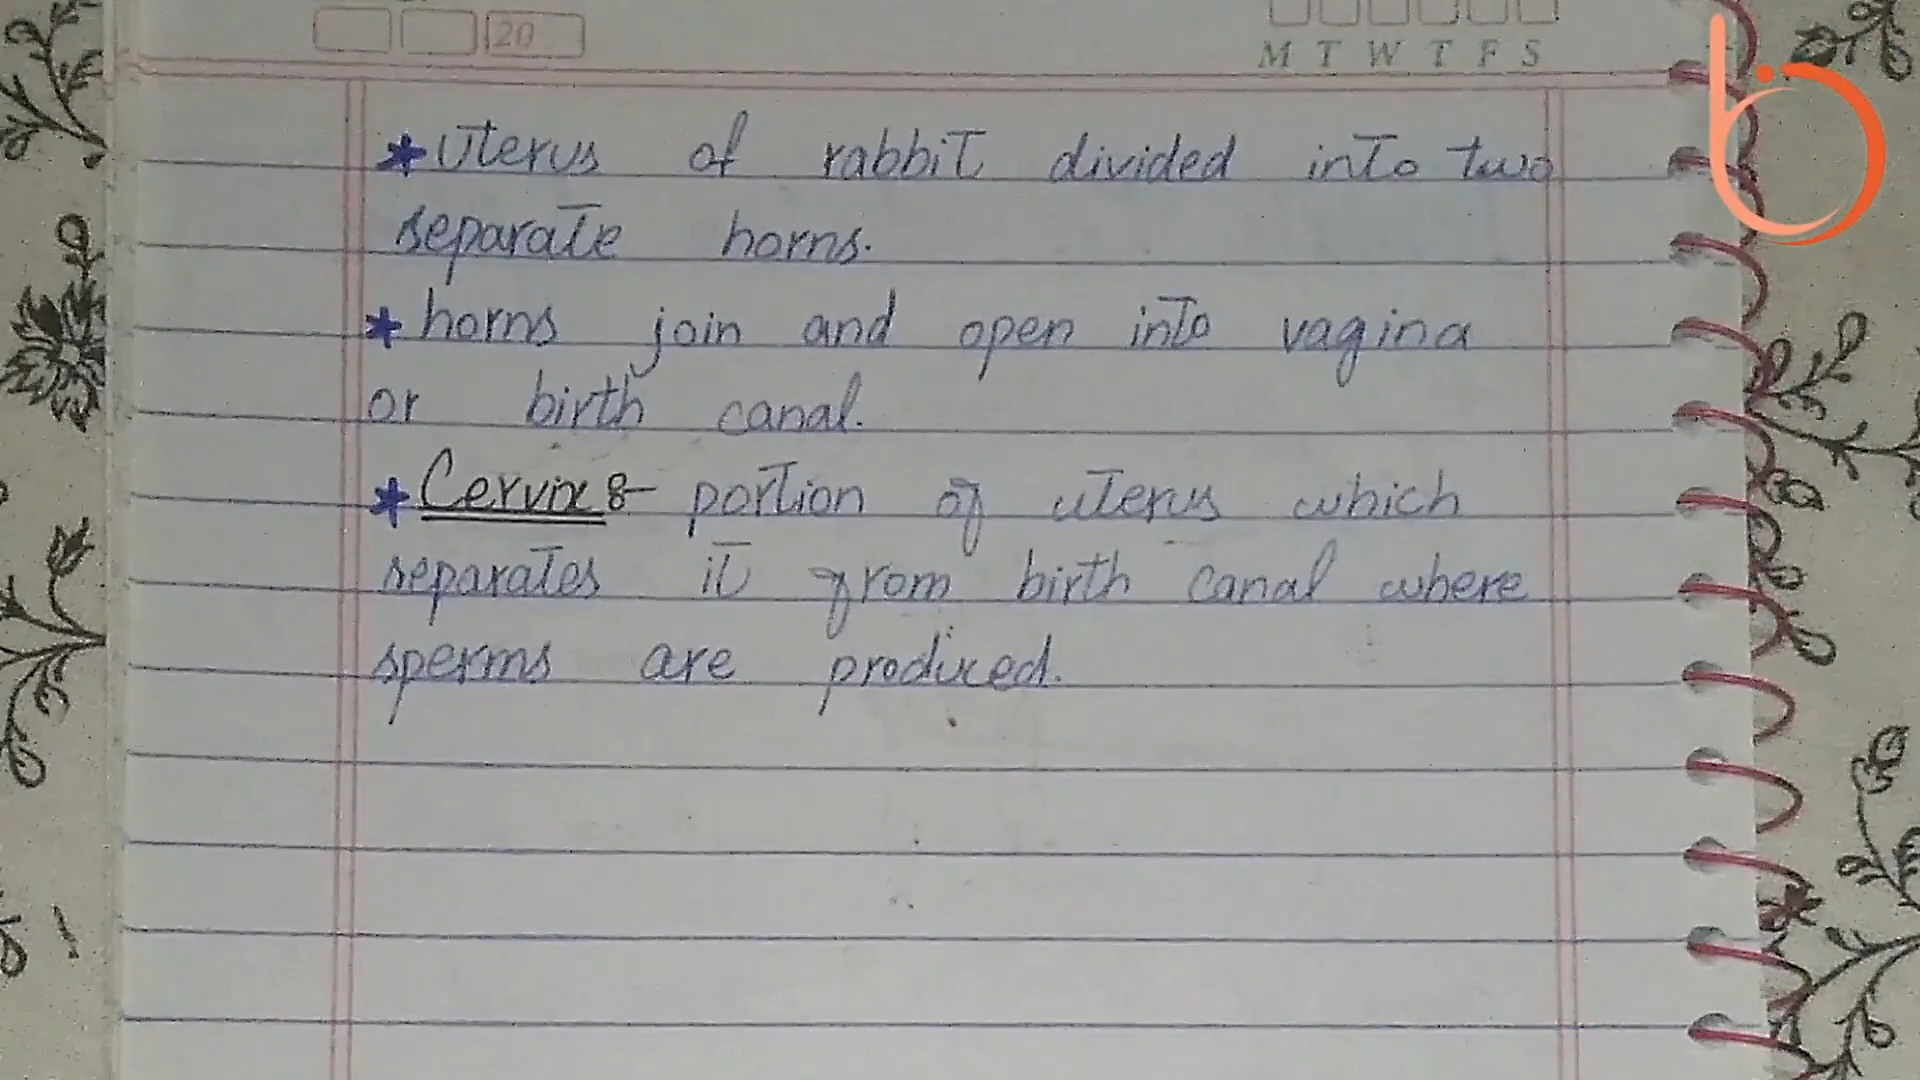 20
M T W T F S
* Uterus of rabbit divided into two
separate horns.
* horns join and open into vagina
or birth canal.
* Cervix :- portion of uterus which
separates it from birth canal where
sperms are produced.